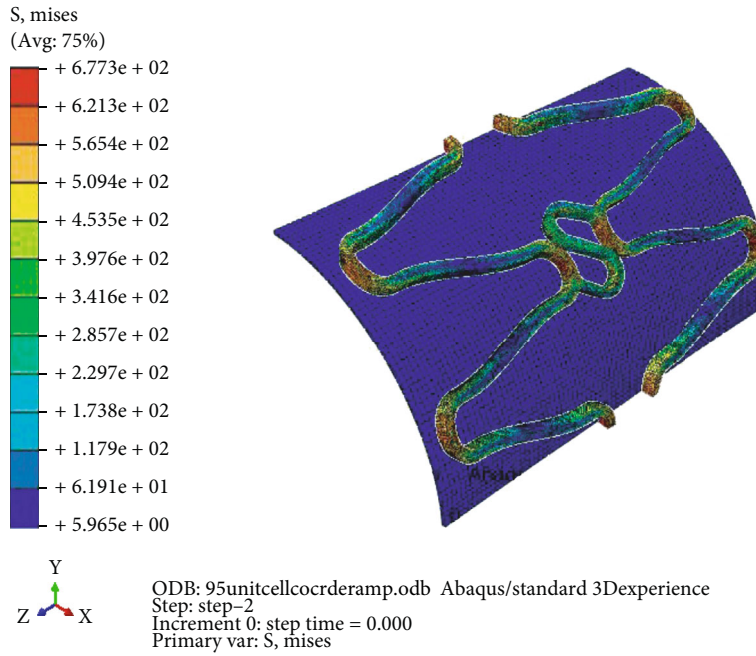 S, mises
(Avg: 75%)
+ 6.773e + 02
+ 6.213e + 02
+ 5.654e + 02
+ 5.094e + 02
+ 4.535e + 02
+ 3.976e + 02
+ 3.416e + 02
+ 2.857e + 02
+ 2.297e + 02
+ 1.738e + 02
+ 1.179e + 02
+ 6.191e + 01
+ 5.965e + 00
Y
Z
X
ODB: 95unitcellcocrderamp.odb Abaqus/standard 3Dexperience
Step: step–2
Increment 0: step time = 0.000
Primary var: S, mises